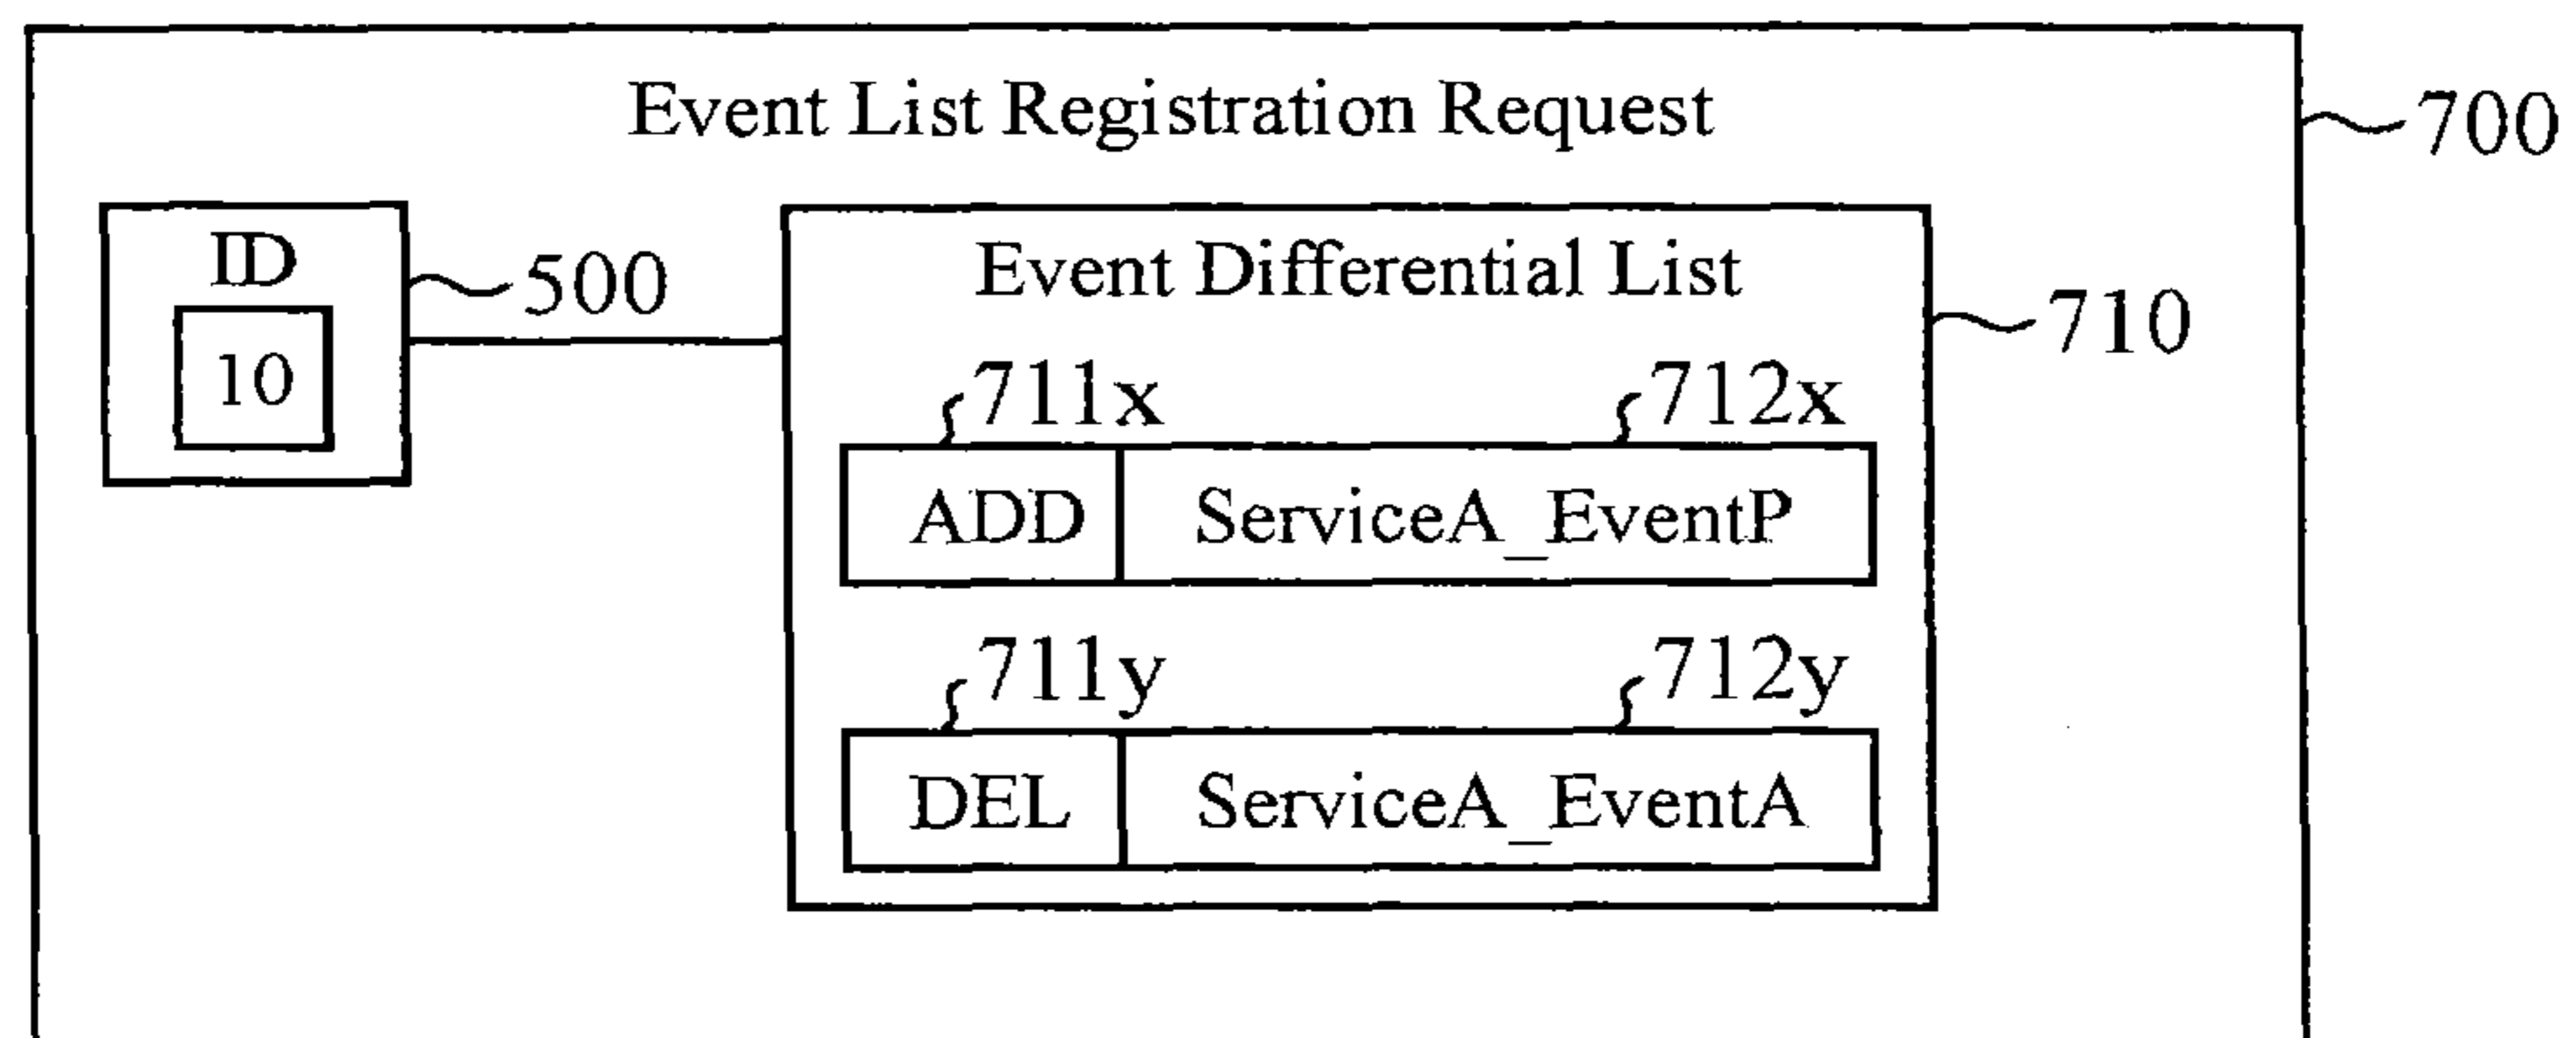 Event List Registration Request
700
ID
500
10
Event Differential List
710
711x
712x
ADD
ServiceA_EventP
711y
712y
DEL
ServiceA_EventA